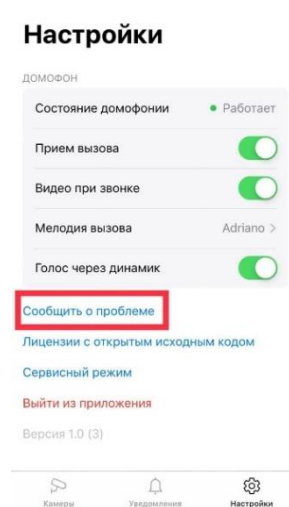 Настройки
ДОМОФОН
Состояние домофонии Работает
Прием вызова
Видео при звонке
Мелодия вызова Adriano >
Голос через динамик
Сообщить о проблеме
Лицензии с открытым исходным кодом
Сервисный режим
Выйти из приложения
Версия 1.0 (3)
Камеры Уведомления Настройки